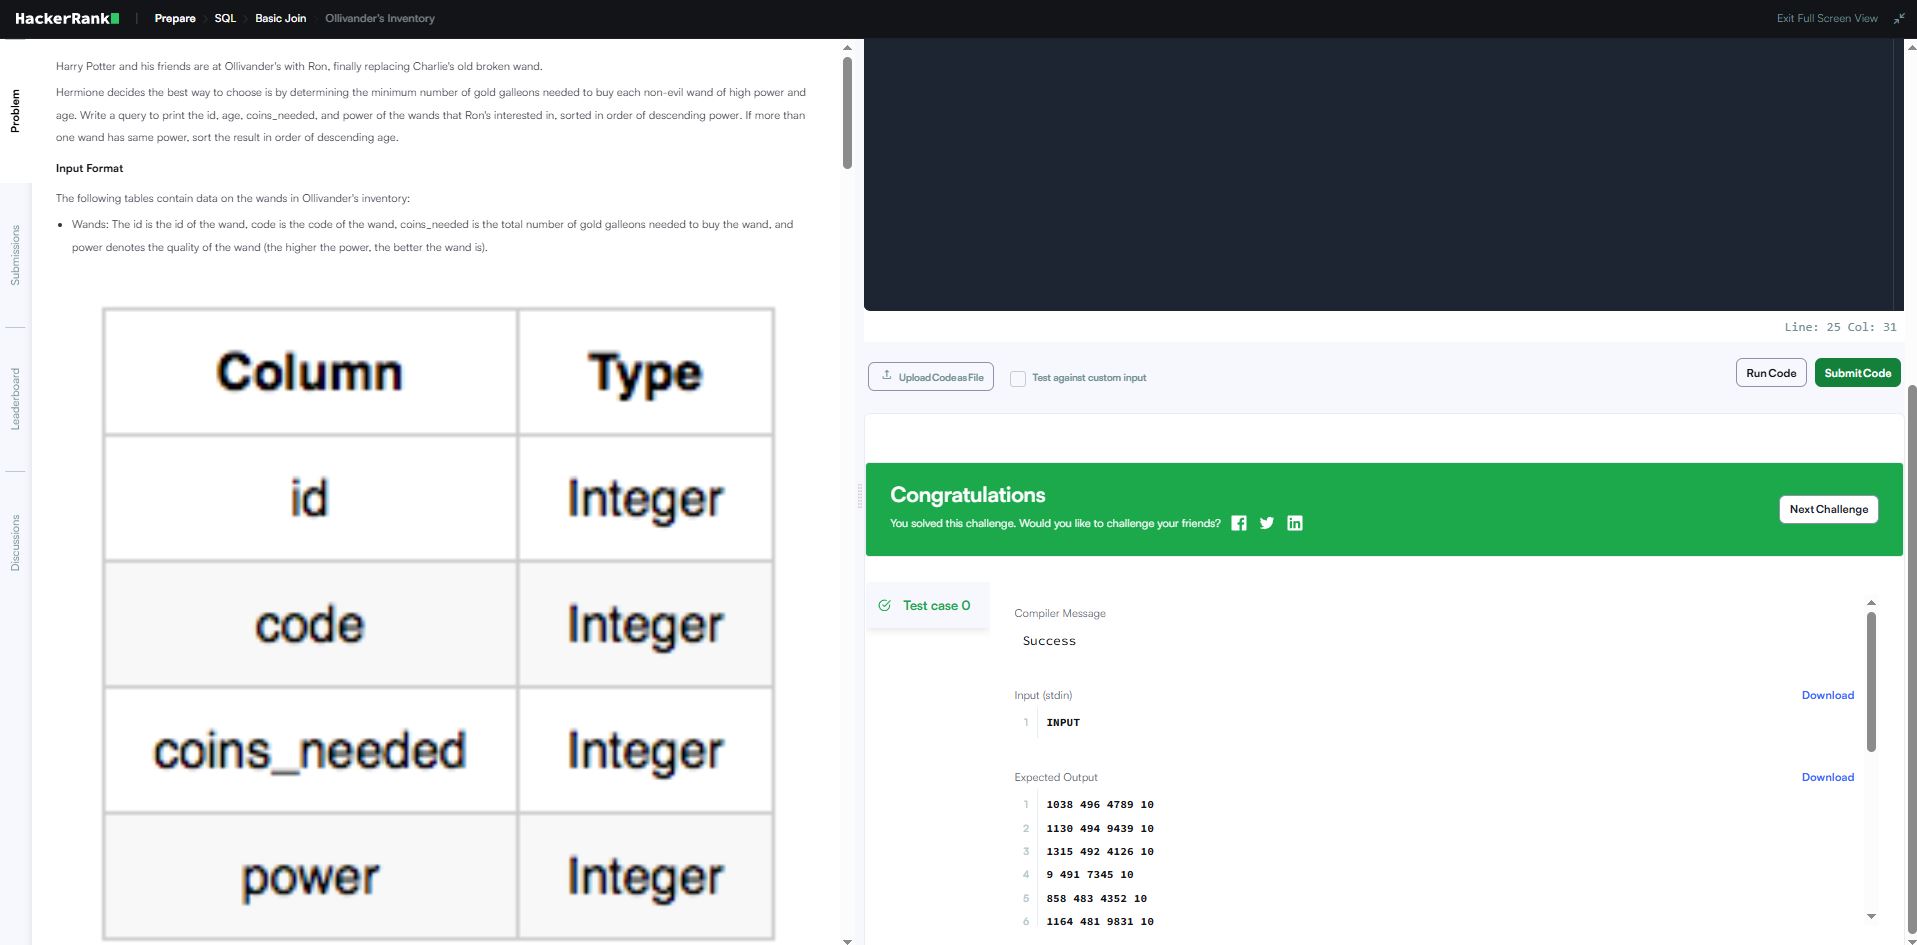 HackerRank
Prepare SQL Basic Join Ollivander's Inventory
Exit Full Screen View
Problem
Submissions
Leaderboard
Discussions
Harry Potter and his friends are at Ollivander's with Ron, finally replacing Charlie's old broken wand.
Hermione decides the best way to choose is by determining the minimum number of gold galleons needed to buy each non-evil wand of high power and
age. Write a query to print the id, age, coins_needed, and power of the wands that Ron's interested in, sorted in order of descending power. If more than
one wand has same power, sort the result in order of descending age.
Input Format
The following tables contain data on the wands in Ollivander's inventory:
• Wands: The id is the id of the wand, code is the code of the wand, coins_needed is the total number of gold galleons needed to buy the wand, and
power denotes the quality of the wand (the higher the power, the better the wand is).
Column Type
id Integer
code Integer
coins_needed Integer
power Integer
Line: 25 Col: 31
Upload Code as File
Test against custom input
Run Code
Submit Code
Congratulations
You solved this challenge. Would you like to challenge your friends?
Next Challenge
Test case 0
Compiler Message
Success
Input (stdin)
Download
1 INPUT
Expected Output
Download
1 1038 496 4789 10
2 1130 494 9439 10
3 1315 492 4126 10
4 9 491 7345 10
5 858 483 4352 10
6 1164 481 9831 10